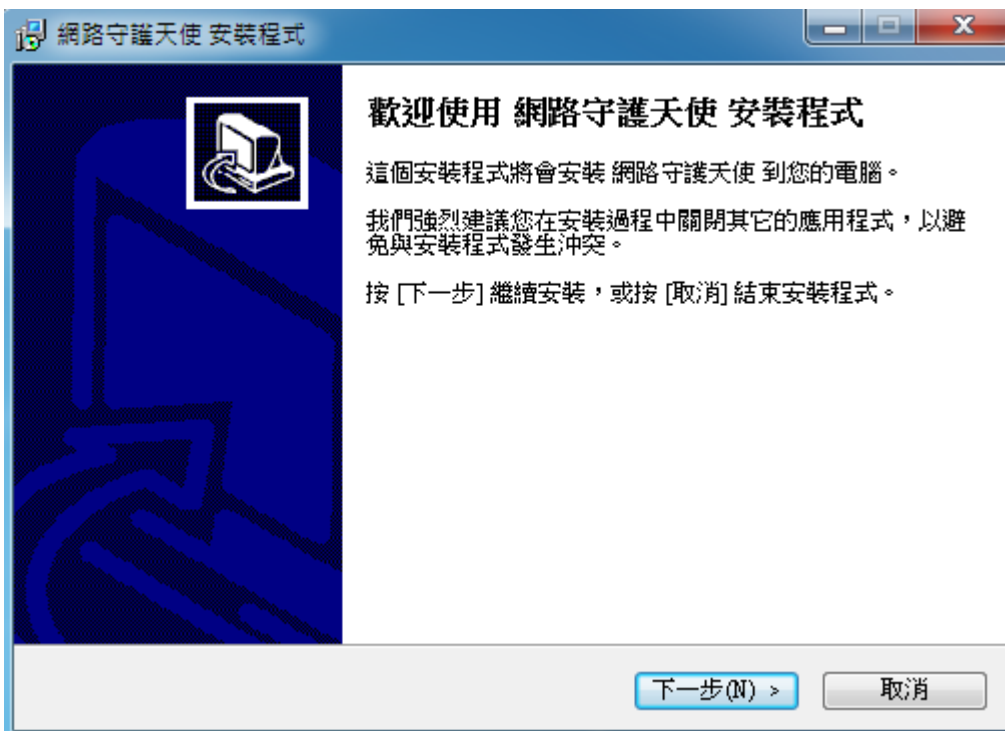 網路守護天使 安裝程式
歡迎使用 網路守護天使 安裝程式
這個安裝程式將會安裝 網路守護天使 到您的電腦。
我們強烈建議您在安裝過程中關閉其它的應用程式，以避
免與安裝程式發生沖突。
按 [下一步] 繼續安裝，或按 [取消] 結束安裝程式。
下一步(N) >
取消